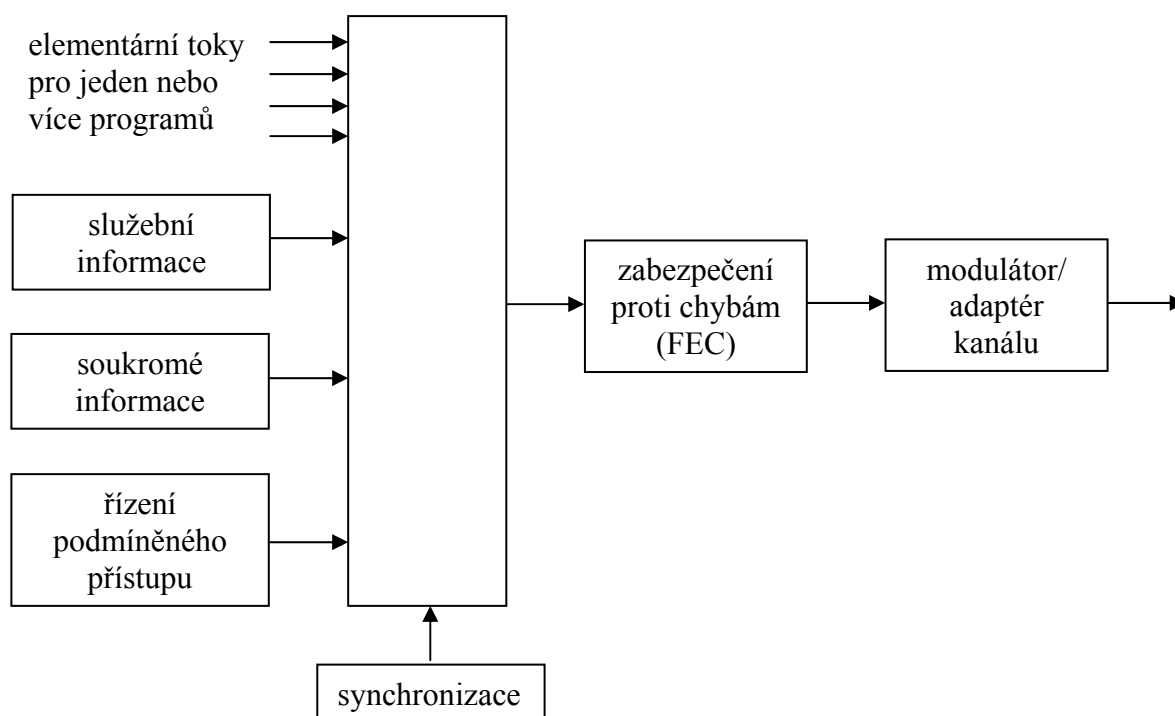 elementární toky
pro jeden nebo
více programů
služební
informace
soukromé
informace
řízení
podmíněného
přístupu
synchronizace
zabezpečení
proti chybám
(FEC)
modulátor/
adaptér
kanálu